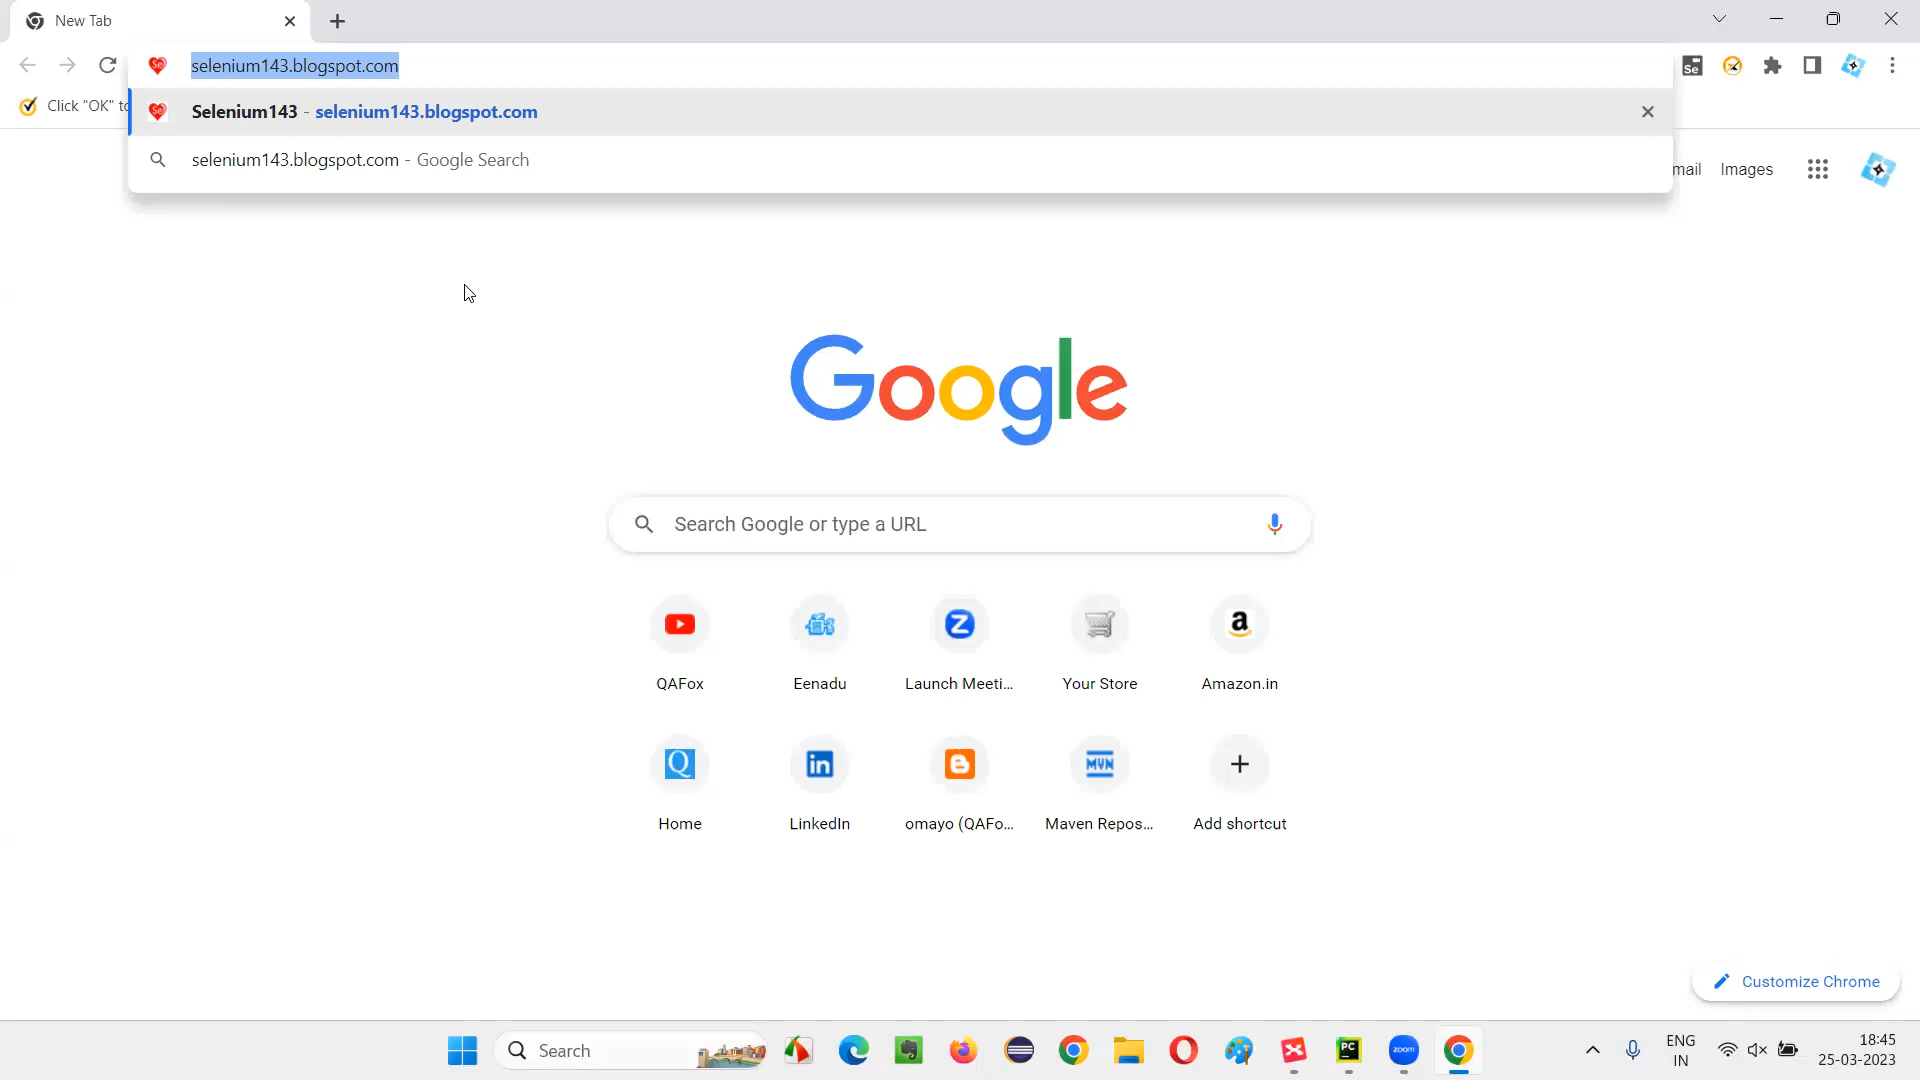 New Tab
selenium143.blogspot.com
Click "OK" to
Selenium143 - selenium143.blogspot.com
selenium143.blogspot.com - Google Search
mail Images
Google
Search Google or type a URL
QAFox Eenadu Launch Meeti... Your Store Amazon.in
Home LinkedIn omayo (QAFo... Maven Repos... Add shortcut
Customize Chrome
Search
ENG
IN
18:45
25-03-2023